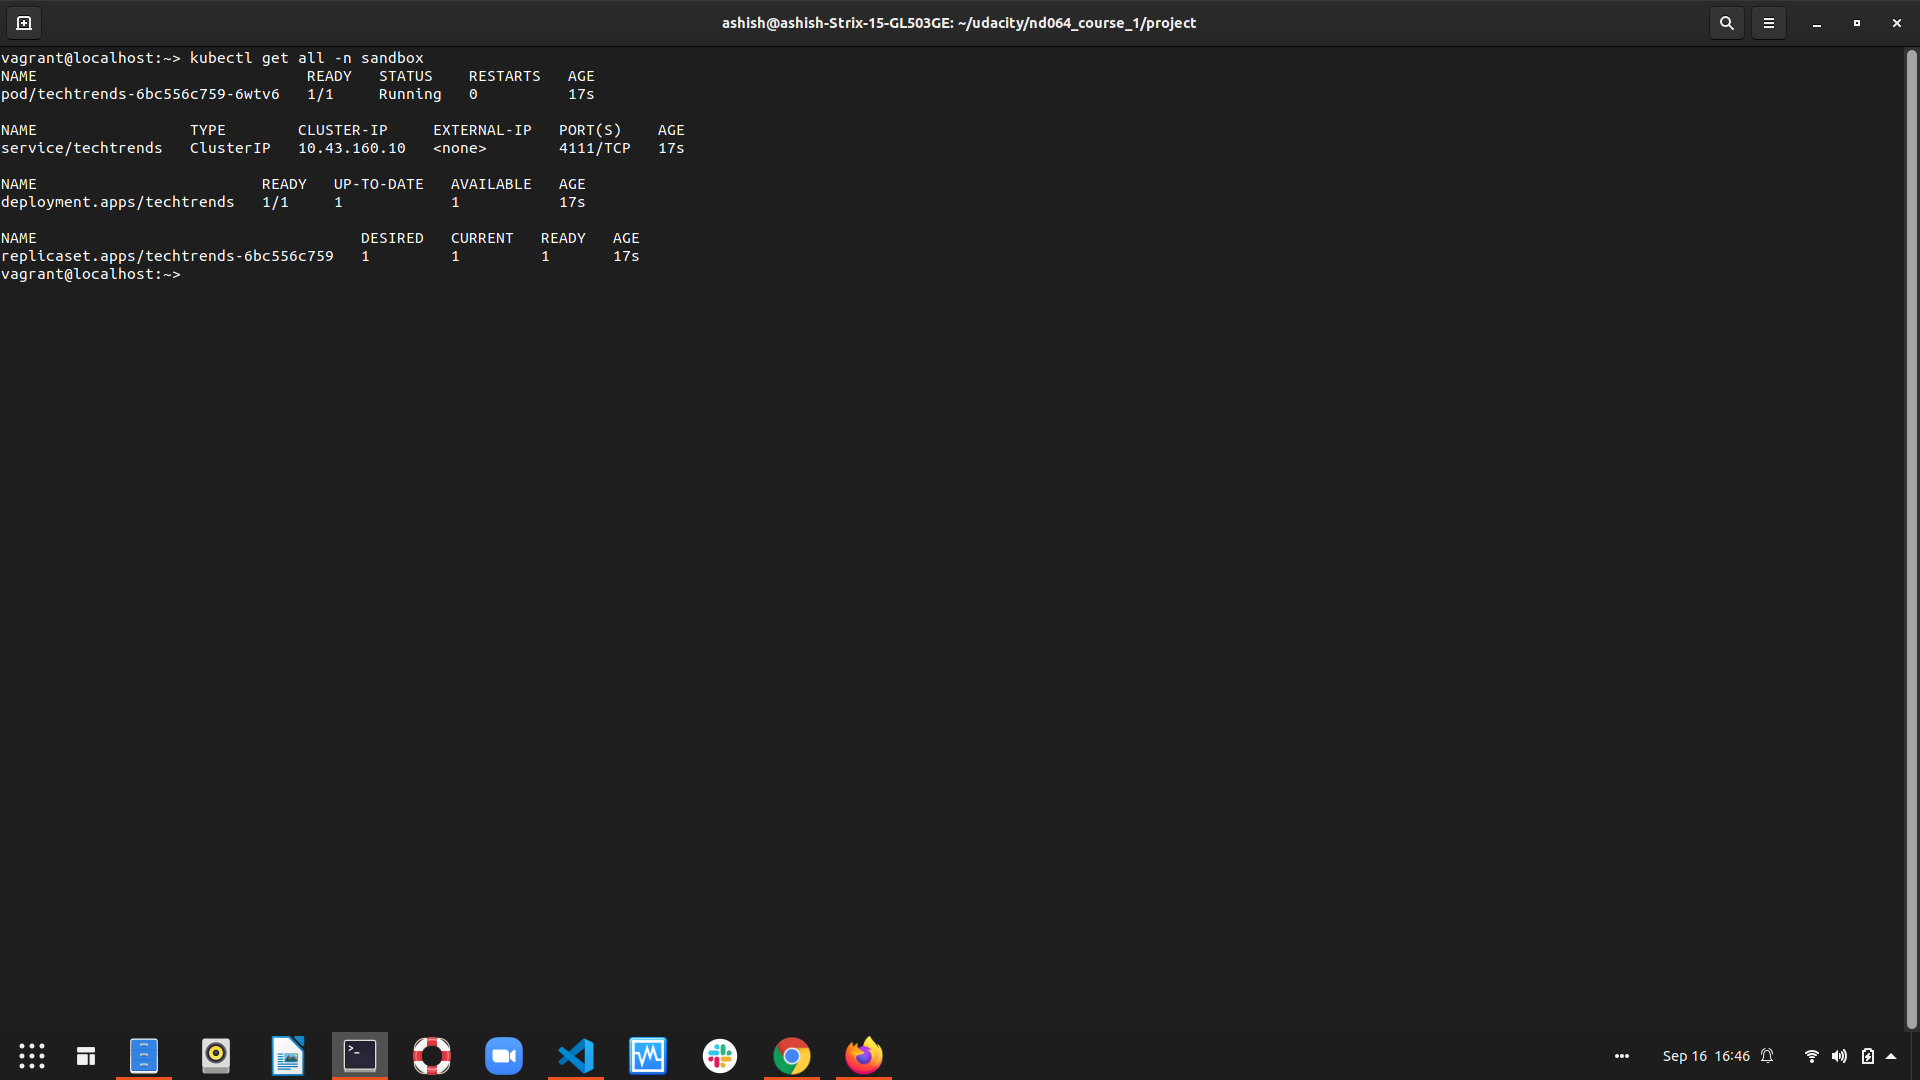 ashish@ashish-Strix-15-GL503GE: ~/udacity/nd064_course_1/project
vagrant@localhost:~> kubectl get all -n sandbox
NAME                              READY   STATUS    RESTARTS   AGE
pod/techtrends-6bc556c759-6wtv6   1/1     Running   0          17s

NAME                 TYPE        CLUSTER-IP     EXTERNAL-IP   PORT(S)    AGE
service/techtrends   ClusterIP   10.43.160.10   <none>        4111/TCP   17s

NAME                         READY   UP-TO-DATE   AVAILABLE   AGE
deployment.apps/techtrends   1/1     1            1           17s

NAME                                    DESIRED   CURRENT   READY   AGE
replicaset.apps/techtrends-6bc556c759   1         1         1       17s
vagrant@localhost:~>
Sep 16 16:46